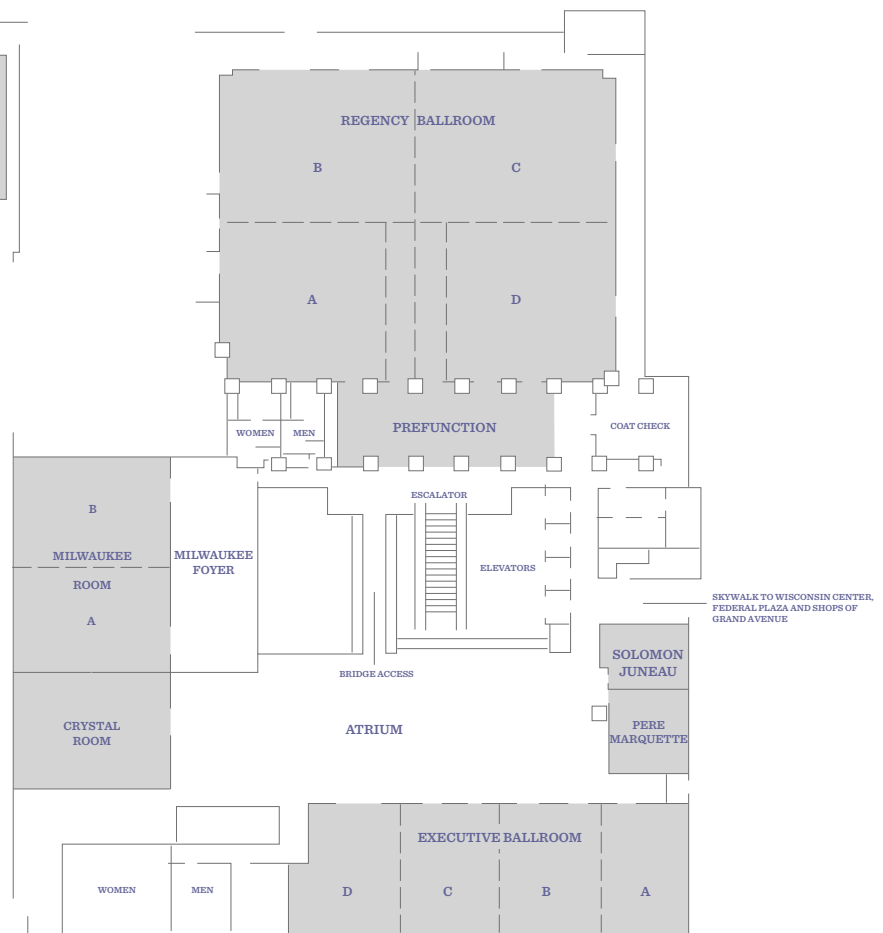 REGENCY BALLROOM
B
C
A
D
WOMEN
MEN
PREFUNCTION
COAT CHECK
ESCALATOR
B
MILWAUKEE
ROOM
A
MILWAUKEE
FOYER
ELEVATORS
SKYWALK TO WISCONSIN CENTER,
FEDERAL PLAZA AND SHOPS OF
GRAND AVENUE
SOLOMON
JUNEAU
BRIDGE ACCESS
CRYSTAL
ROOM
ATRIUM
PERE
MARQUETTE
EXECUTIVE BALLROOM
WOMEN
MEN
D
C
B
A